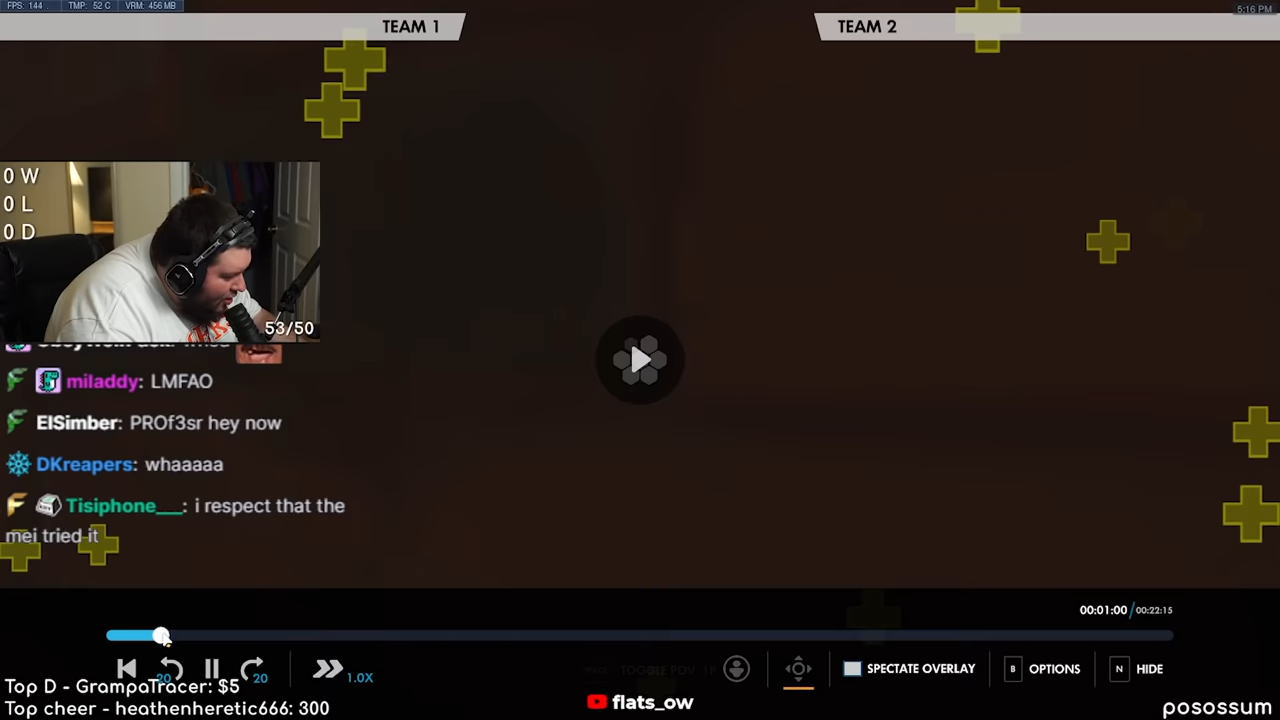 FPS: 144 TMP: 52 C VRM: 456 MB
5:16 PM
TEAM 1
TEAM 2
0 W
0 L
0 D
53/50
miladdy: LMFAO
ElSimber: PROf3sr hey now
DKreapers: whaaaaa
Tisiphone___: i respect that the
mei tried it
00:01:00 / 00:22:15
20
20
1.0X
TOGGLE POV
SPECTATE OVERLAY
B OPTIONS
N HIDE
Top D - GrampaTracer: $5
Top cheer - heathenheretic666: 300
flats_ow
posossum